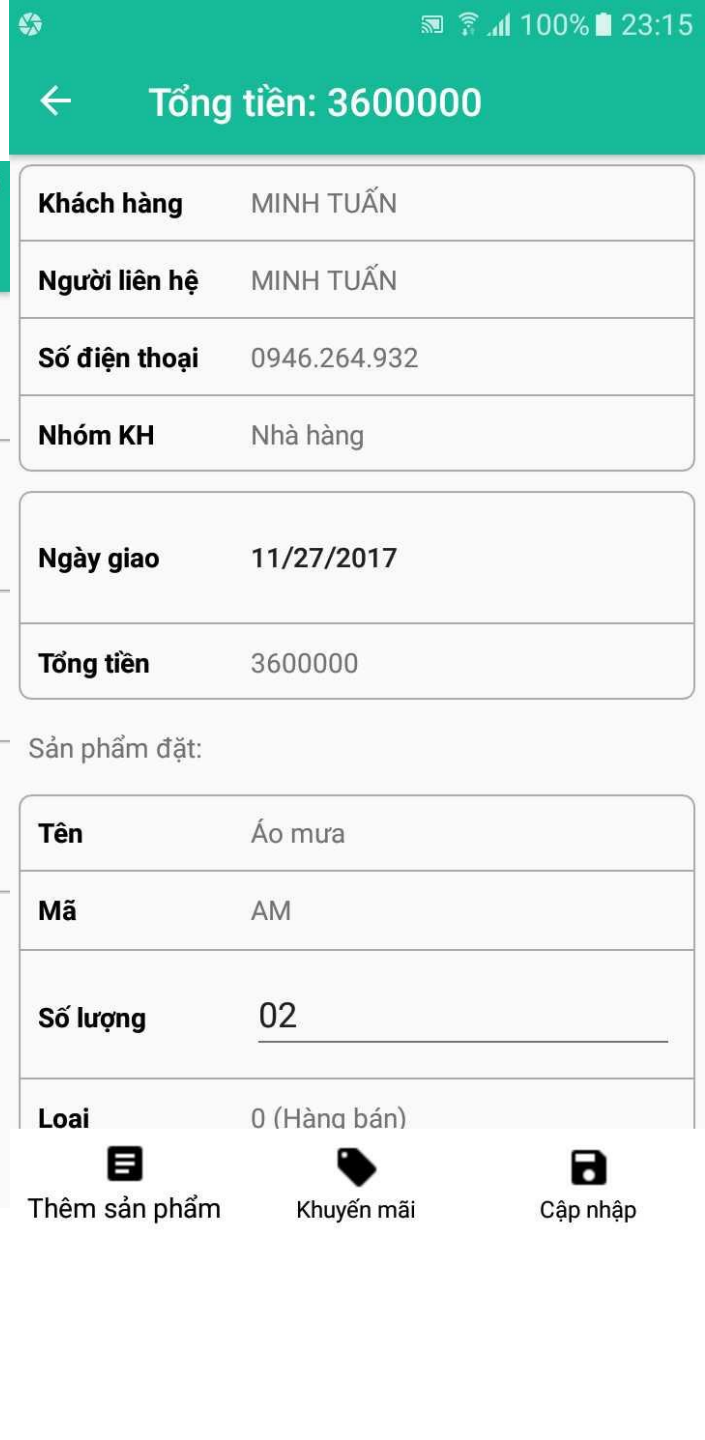 100% 23:15
Tổng tiền: 3600000
Khách hàng MINH TUẤN
Người liên hệ MINH TUẤN
Số điện thoại 0946.264.932
Nhóm KH Nhà hàng
Ngày giao 11/27/2017
Tổng tiền 3600000
Sản phẩm đặt:
Tên Áo mưa
Mã AM
Số lượng 02
Loại 0 (Hàng bán)
Thêm sản phẩm Khuyến mãi Cập nhập